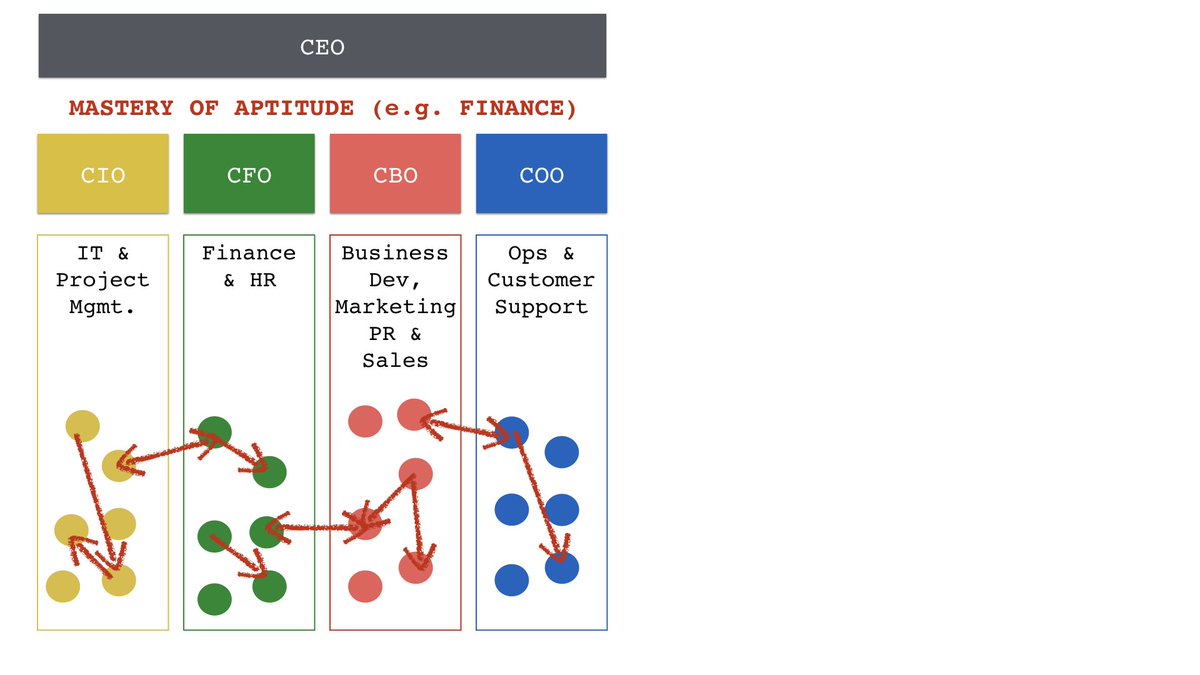 CEO
MASTERY OF APTITUDE (e.g. FINANCE)
CIO
CFO
CBO
COO
IT &
Project
Mgmt.
Finance
& HR
Business
Dev,
Marketing
PR &
Sales
Ops &
Customer
Support